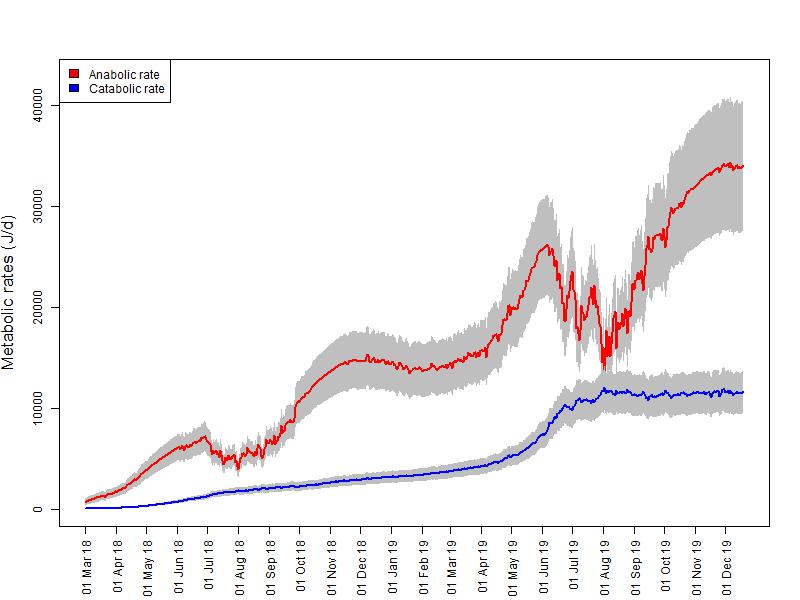 Anabolic rate
Catabolic rate
Metabolic rates (J/d)
40000
30000
20000
10000
0
01 Mar 18
01 Apr 18
01 May 18
01 Jun 18
01 Jul 18
01 Aug 18
01 Sep 18
01 Oct 18
01 Nov 18
01 Dec 18
01 Jan 19
01 Feb 19
01 Mar 19
01 Apr 19
01 May 19
01 Jun 19
01 Jul 19
01 Aug 19
01 Sep 19
01 Oct 19
01 Nov 19
01 Dec 19